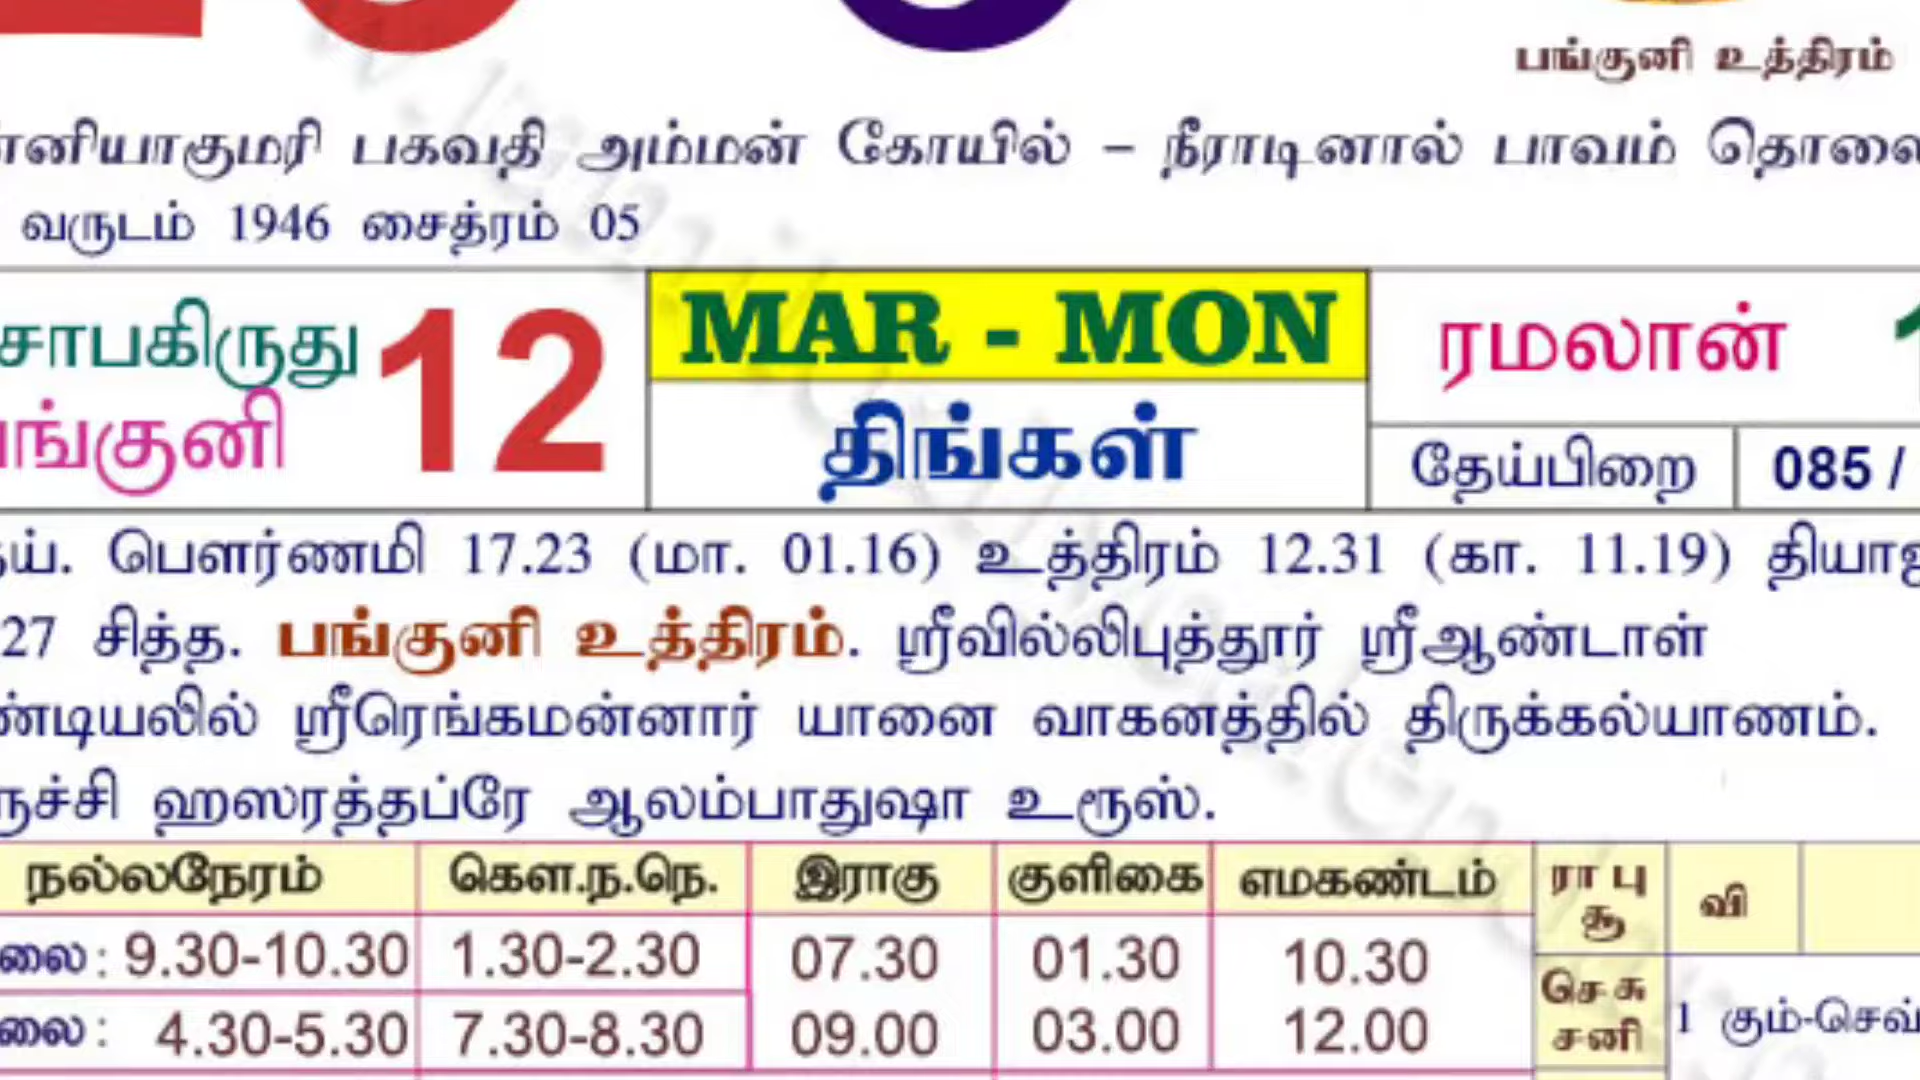 பங்குனி உத்திரம்
னியாகுமரி பகவதி அம்மன் கோயில் – நீராடினால் பாவம் தொலை
வருடம் 1946 சைத்ரம் 05
சோபகிருது
பங்குனி 12
MAR - MON
திங்கள்
ரமலான்
தேய்பிறை 085 /
தேய். பௌர்ணமி 17.23 (மா. 01.16) உத்திரம் 12.31 (கா. 11.19)
27 சித்த. பங்குனி உத்திரம். ஸ்ரீவில்லிபுத்தூர் ஸ்ரீஆண்டாள்
ண்டியலில் ஸ்ரீரெங்கமன்னார் யானை வாகனத்தில் திருக்கல்யாணம்.
ருச்சி ஹஸரத்தப்ரே ஆலம்பாதுஷா உரூஸ்.
நல்லநேரம் கௌ.ந.நே. இராகு குளிகை எமகண்டம் ரா பு சூ வி
லை : 9.30-10.30 1.30-2.30 07.30 01.30 10.30 செ சு சனி 1 கும்-செவ்
லை : 4.30-5.30 7.30-8.30 09.00 03.00 12.00